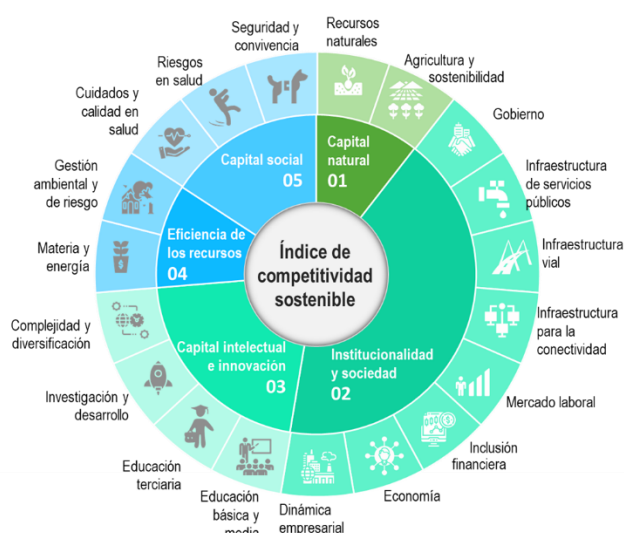 Seguridad y
convivencia
Recursos
naturales
Agricultura y
sostenibilidad
Gobierno
Infraestructura
de servicios
públicos
Infraestructura
vial
Infraestructura
para la
conectividad
Mercado laboral
Inclusión
financiera
Economía
Dinámica
empresarial
Educación
básica y
media
Educación
terciaria
Investigación y
desarrollo
Complejidad y
diversificación
Materia y
energía
Gestión
ambiental y
de riesgo
Cuidados y
calidad en
salud
Riesgos
en salud
Capital
natural
01
Institucionalidad
y sociedad
02
Capital intelectual
e innovación
03
Eficiencia de
los recursos
04
Capital social
05
Índice de
competitividad
sostenible